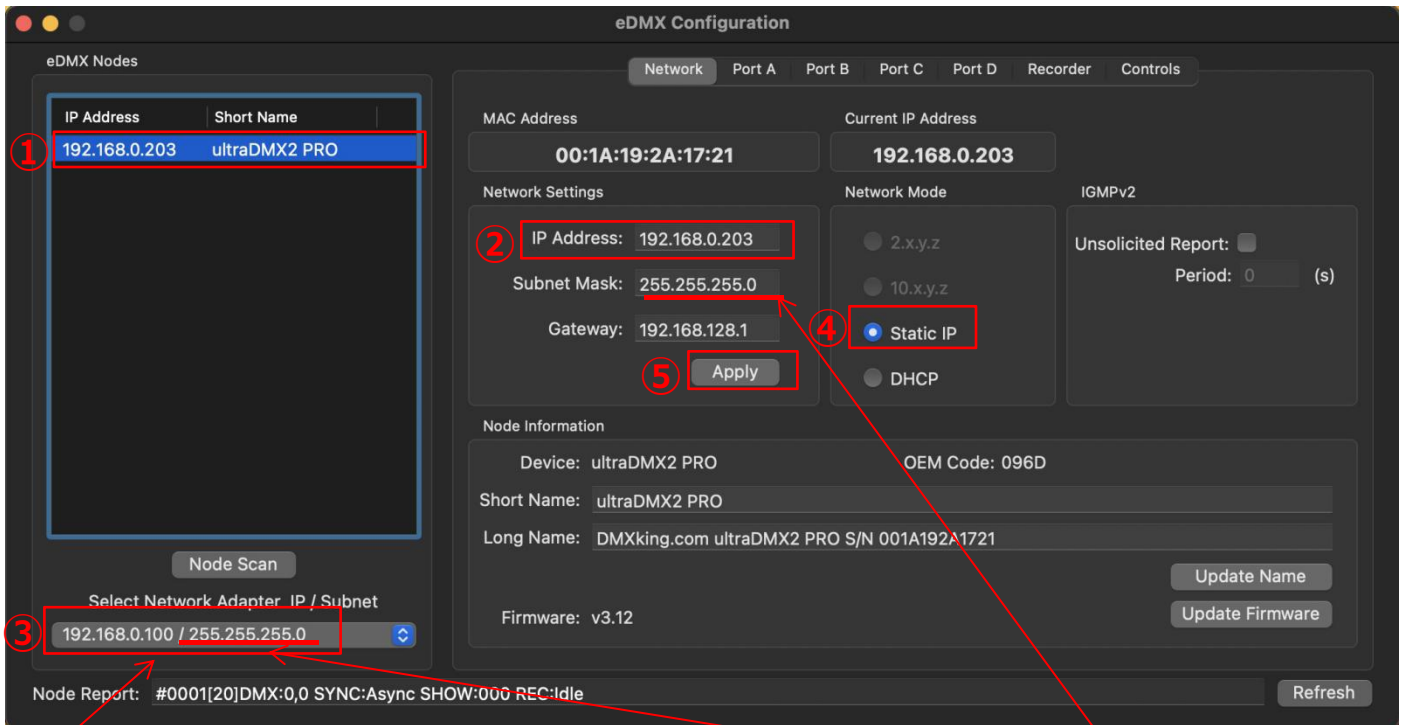 eDMX Configuration
eDMX Nodes
IP Address Short Name
① 192.168.0.203 ultraDMX2 PRO
Node Scan
Select Network Adapter IP / Subnet
③ 192.168.0.100 / 255.255.255.0
Network Port A Port B Port C Port D Recorder Controls
MAC Address
00:1A:19:2A:17:21
Current IP Address
192.168.0.203
Network Settings
② IP Address: 192.168.0.203
Subnet Mask: 255.255.255.0
Gateway: 192.168.128.1
⑤ Apply
Network Mode
2.x.y.z
10.x.y.z
④ Static IP
DHCP
IGMPv2
Unsolicited Report:
Period: 0 (s)
Node Information
Device: ultraDMX2 PRO OEM Code: 096D
Short Name: ultraDMX2 PRO
Long Name: DMXking.com ultraDMX2 PRO S/N 001A192A1721
Update Name
Firmware: v3.12 Update Firmware
Node Report: #0001[20]DMX:0,0 SYNC:Async SHOW:000 REC:Idle Refresh